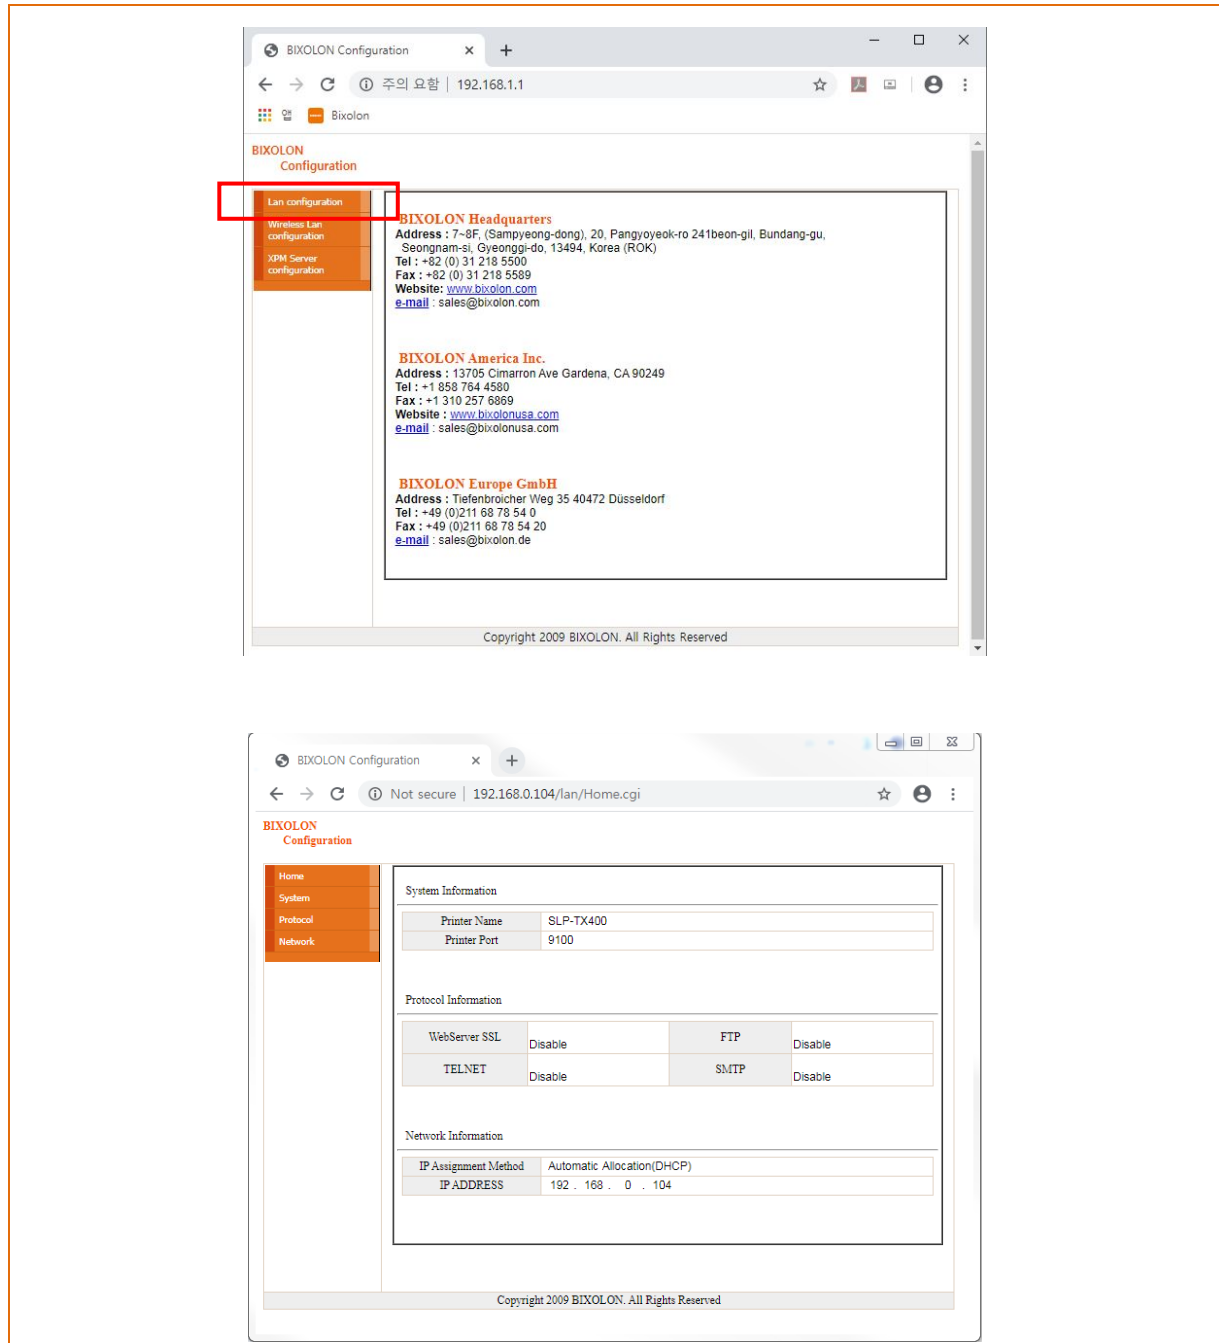 BIXOLON Configuration
주의 요함 | 192.168.1.1
앱 Bixolon
BIXOLON
Configuration
Lan configuration
Wireless Lan
configuration
XPM Server
configuration
BIXOLON Headquarters
Address : 7~8F, (Sampyeong-dong), 20, Pangyoyeok-ro 241beon-gil, Bundang-gu,
Seongnam-si, Gyeonggi-do, 13494, Korea (ROK)
Tel : +82 (0) 31 218 5500
Fax : +82 (0) 31 218 5589
Website: www.bixolon.com
e-mail : sales@bixolon.com
BIXOLON America Inc.
Address : 13705 Cimarron Ave Gardena, CA 90249
Tel : +1 858 764 4580
Fax : +1 310 257 6869
Website : www.bixolonusa.com
e-mail : sales@bixolonusa.com
BIXOLON Europe GmbH
Address : Tiefenbroicher Weg 35 40472 Düsseldorf
Tel : +49 (0)211 68 78 54 0
Fax : +49 (0)211 68 78 54 20
e-mail : sales@bixolon.de
Copyright 2009 BIXOLON. All Rights Reserved
BIXOLON Configuration
Not secure | 192.168.0.104/lan/Home.cgi
BIXOLON
Configuration
Home
System
Protocol
Network
System Information
Printer Name SLP-TX400
Printer Port 9100
Protocol Information
WebServer SSL Disable FTP Disable
TELNET Disable SMTP Disable
Network Information
IP Assignment Method Automatic Allocation(DHCP)
IP ADDRESS 192 . 168 . 0 . 104
Copyright 2009 BIXOLON. All Rights Reserved